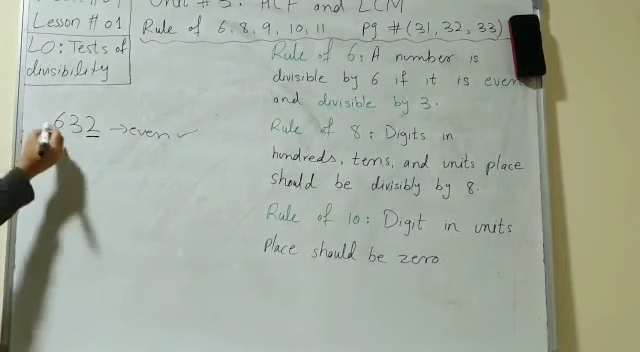 Unit # 3: HCF and LCM
Lesson # 01
Rule of 6, 8, 9, 10, 11 Pg # (31, 32, 33)
LO: Tests of
divisibility
632 → even ✓
Rule of 6: A number is
divisible by 6 if it is even
and divisible by 3.
Rule of 8: Digits in
hundreds, tens, and units place
should be divisibly by 8.
Rule of 10: Digit in units
place should be zero